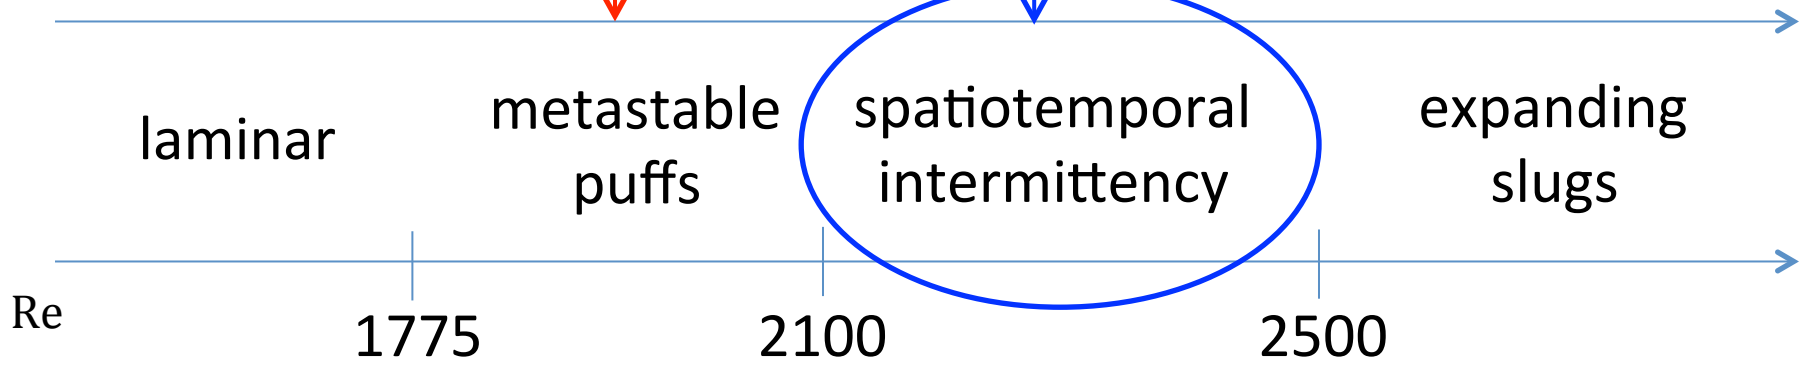 laminar
metastable
puffs
spatiotemporal
intermittency
expanding
slugs
Re
1775
2100
2500